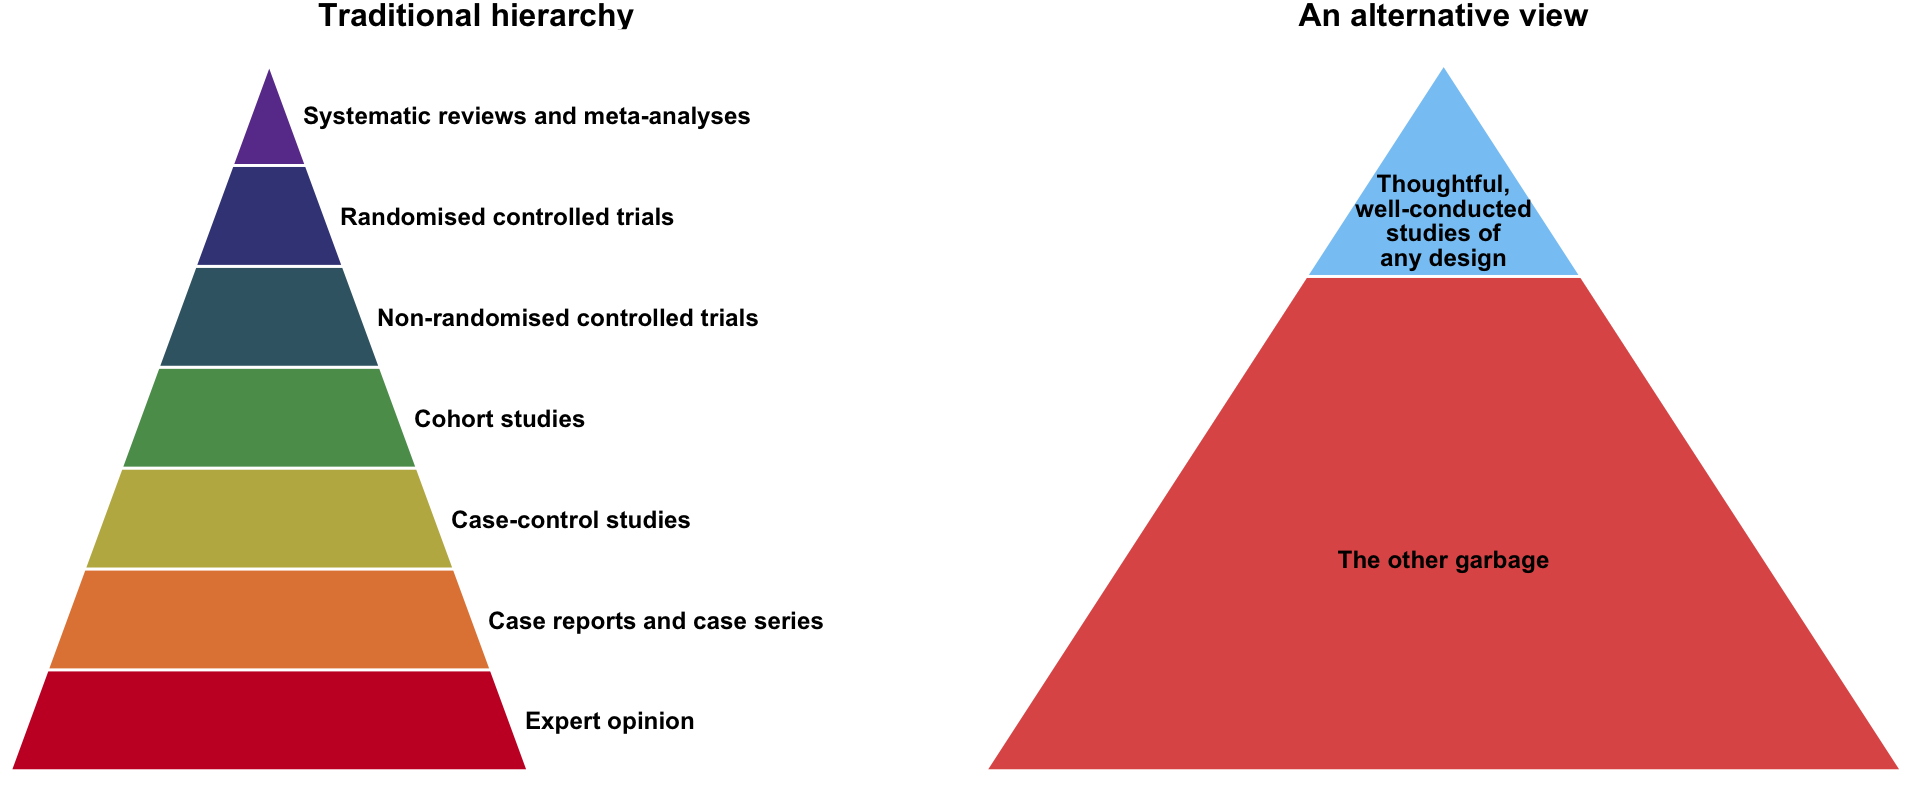 Traditional hierarchy
Systematic reviews and meta-analyses
Randomised controlled trials
Non-randomised controlled trials
Cohort studies
Case-control studies
Case reports and case series
Expert opinion
An alternative view
Thoughtful,
well-conducted
studies of
any design
The other garbage